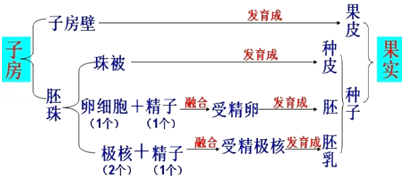 子房壁 发育成 果皮
子房 果实
珠被 发育成 种皮
胚珠 种子
卵细胞+精子 融合 受精卵 发育成 胚
(1个) (1个)
极核+精子 融合 受精极核 发育成 胚乳
(2个) (1个)